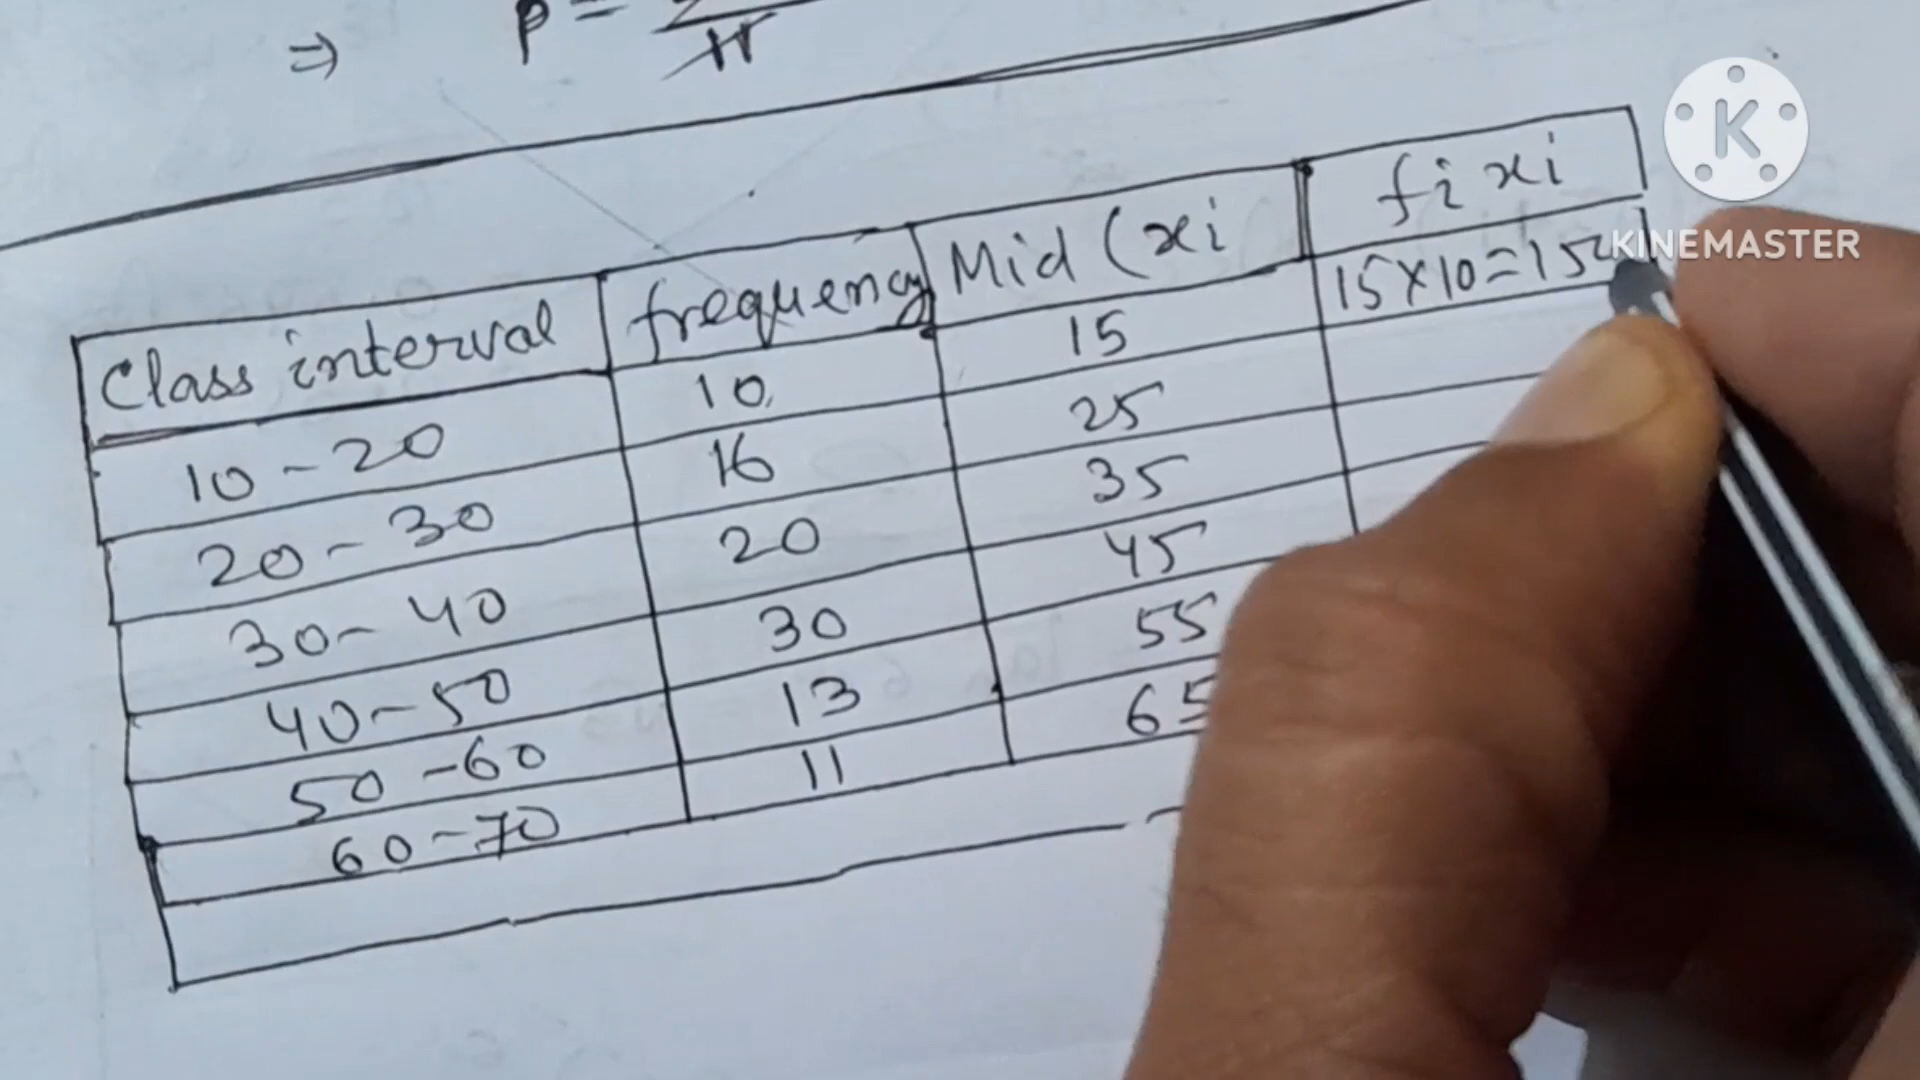 ⇒ P =
Class interval frequency Mid (xi fi xi
10 - 20 10 15 15×10=150
20 - 30 16 25
30 - 40 20 35
40 - 50 30 45
50 - 60 13 55
60 - 70 11 65
K
KINEMASTER